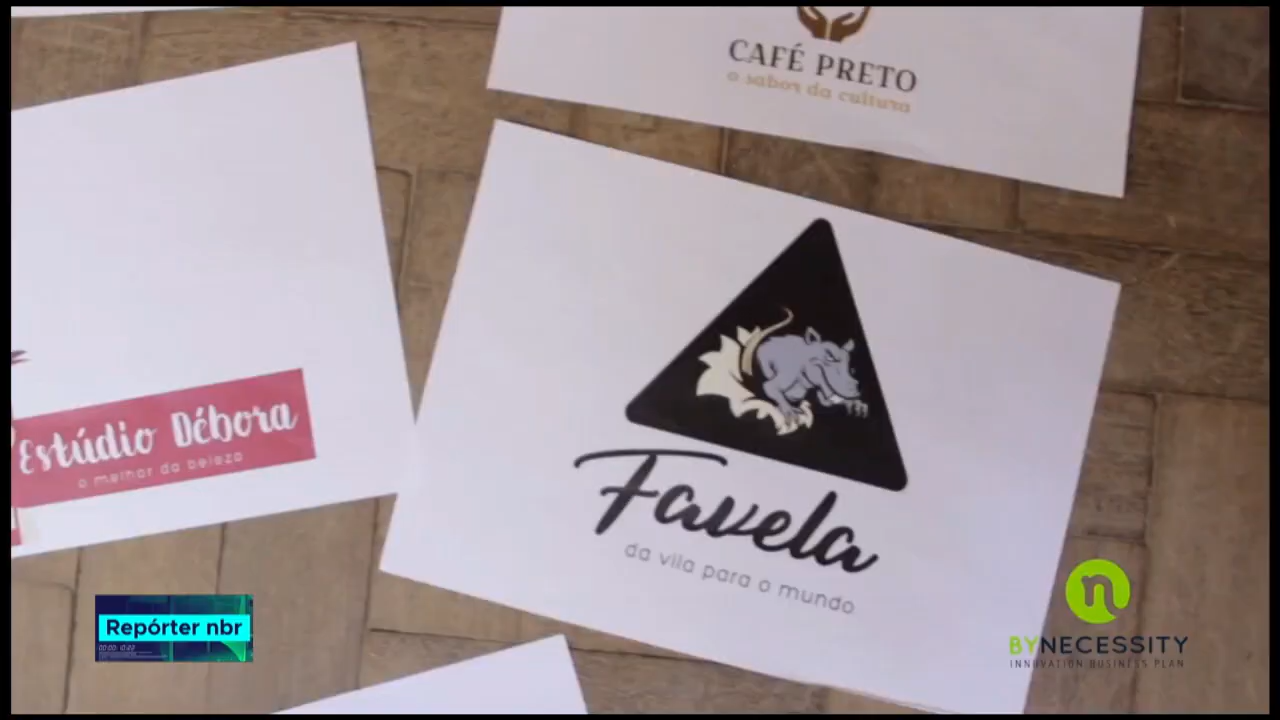 CAFÉ PRETO
o sabor da cultura
Estúdio Débora
o melhor da beleza
Favela
da vila para o mundo
Repórter nbr
n
BYNECESSITY
INNOVATION BUSINESS PLAN